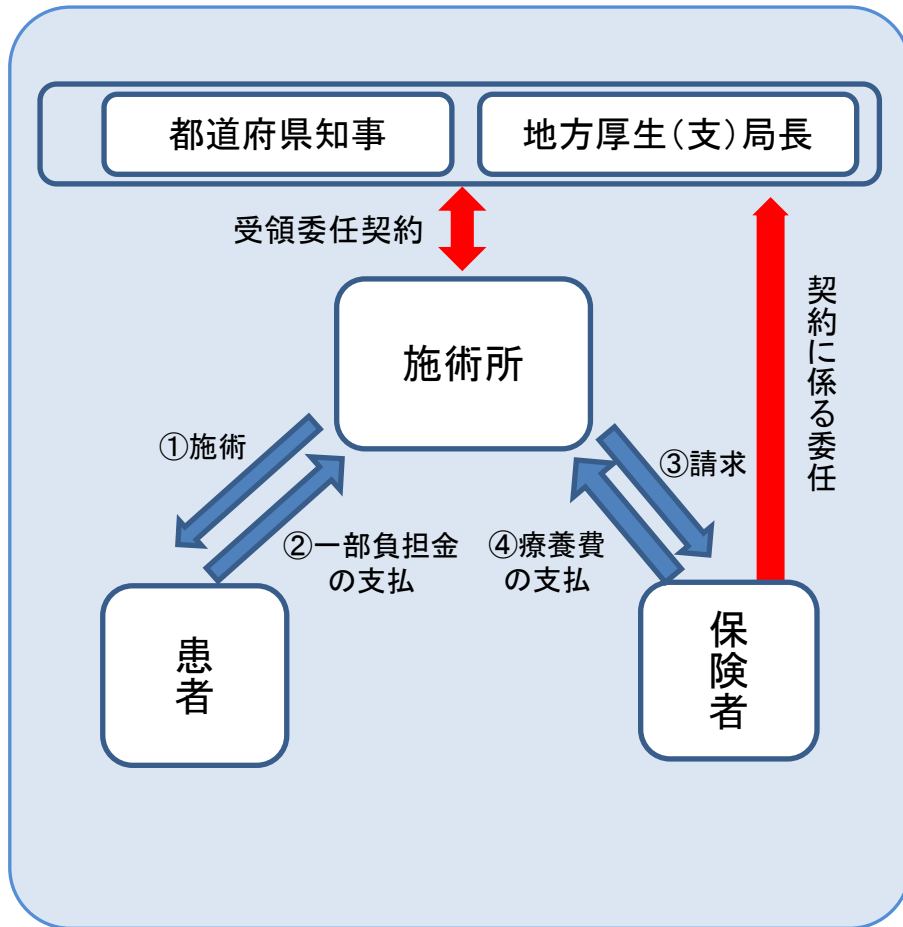 都道府県知事
地方厚生(支)局長
受領委任契約
契約に係る委任
施術所
①施術
③請求
②一部負担金
の支払
④療養費
の支払
患者
保険者